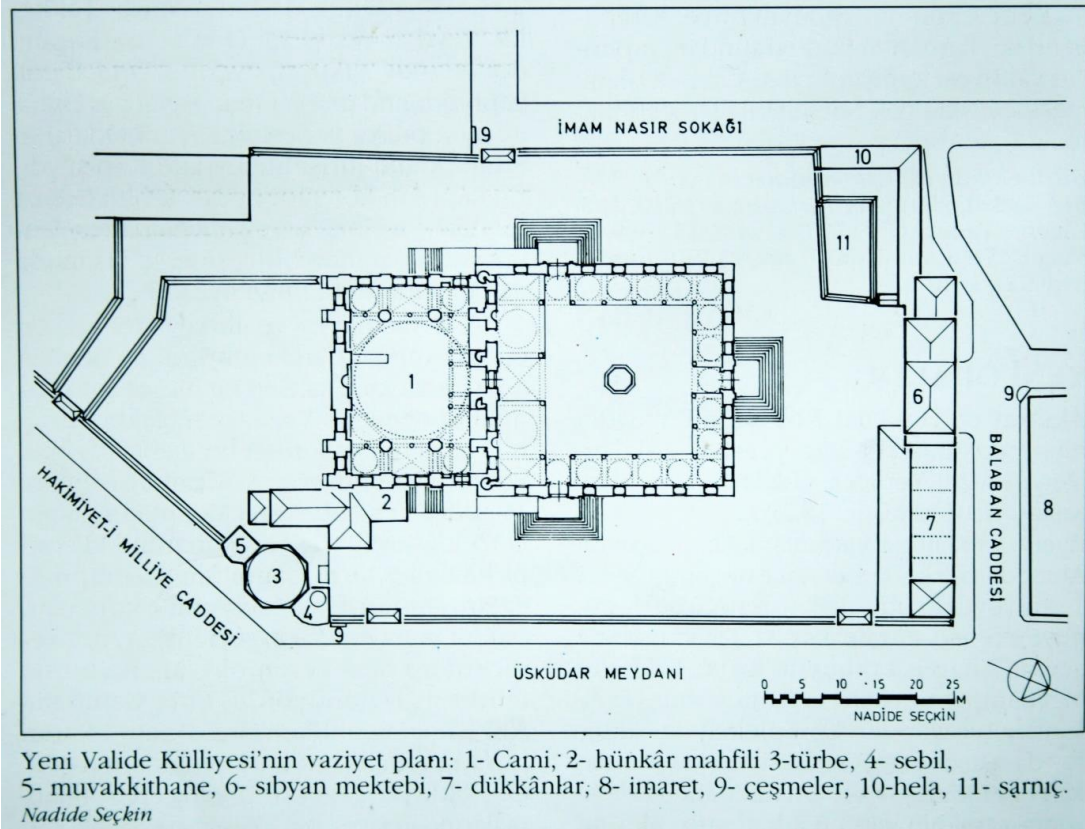 9
İMAM NASIR SOKAĞI
10
11
1
6
9
2
HAKİMİYET-İ MİLLİYE CADDESİ
BALABAN CADDESİ
8
7
5
3
4
9
ÜSKÜDAR MEYDANI
0 5 10 15 20 25 M
NADİDE SEÇKİN
Yeni Valide Külliyesi'nin vaziyet planı: 1- Cami, 2- hünkâr mahfili 3-türbe, 4- sebil,
5- muvakkithane, 6- sıbyan mektebi, 7- dükkânlar, 8- imaret, 9- çeşmeler, 10-hela, 11- sarnıç.
Nadide Seçkin